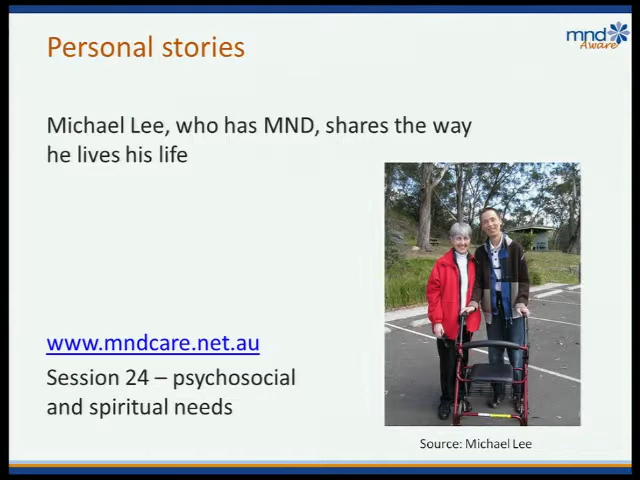 Personal stories
mnd
Aware
Michael Lee, who has MND, shares the way
he lives his life
www.mndcare.net.au
Session 24 – psychosocial
and spiritual needs
Source: Michael Lee